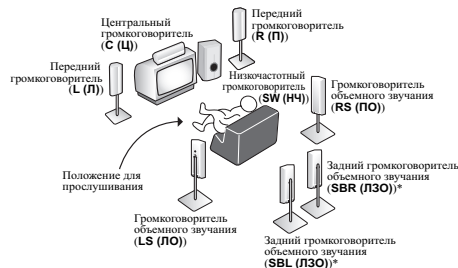 Центральный
громкоговоритель
(C (Ц))
Передний
громкоговоритель
(R (П))
Передний
громкоговоритель
(L (Л))
Низкочастотный
громкоговоритель
(SW (НЧ))
Громкоговоритель
объемного звучания
(RS (ПО))
Положение для
прослушивания
Задний громкоговоритель
объемного звучания
(SBR (ЛЗО))*
Громкоговоритель
объемного звучания
(LS (ЛО))
Задний громкоговоритель
объемного звучания
(SBL (ЛЗО))*